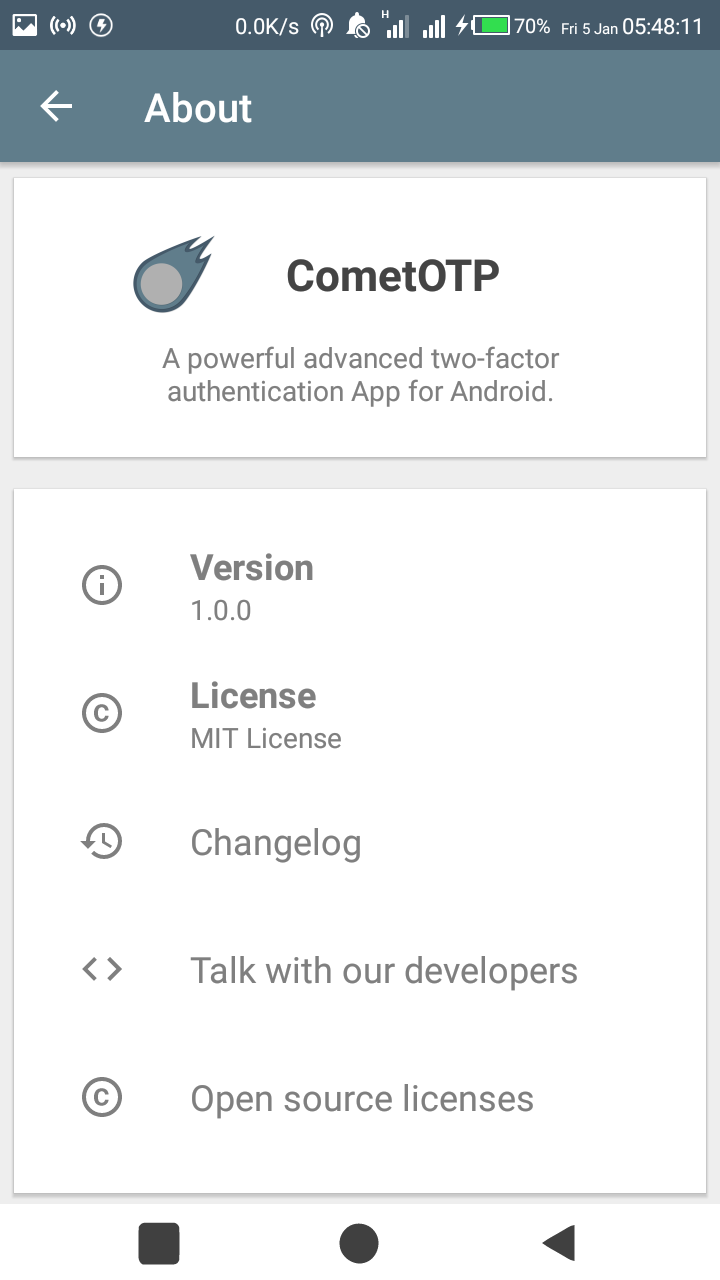 0.0K/s H 70% Fri 5 Jan 05:48:11
About
CometOTP
A powerful advanced two-factor
authentication App for Android.
Version
1.0.0
License
MIT License
Changelog
Talk with our developers
Open source licenses